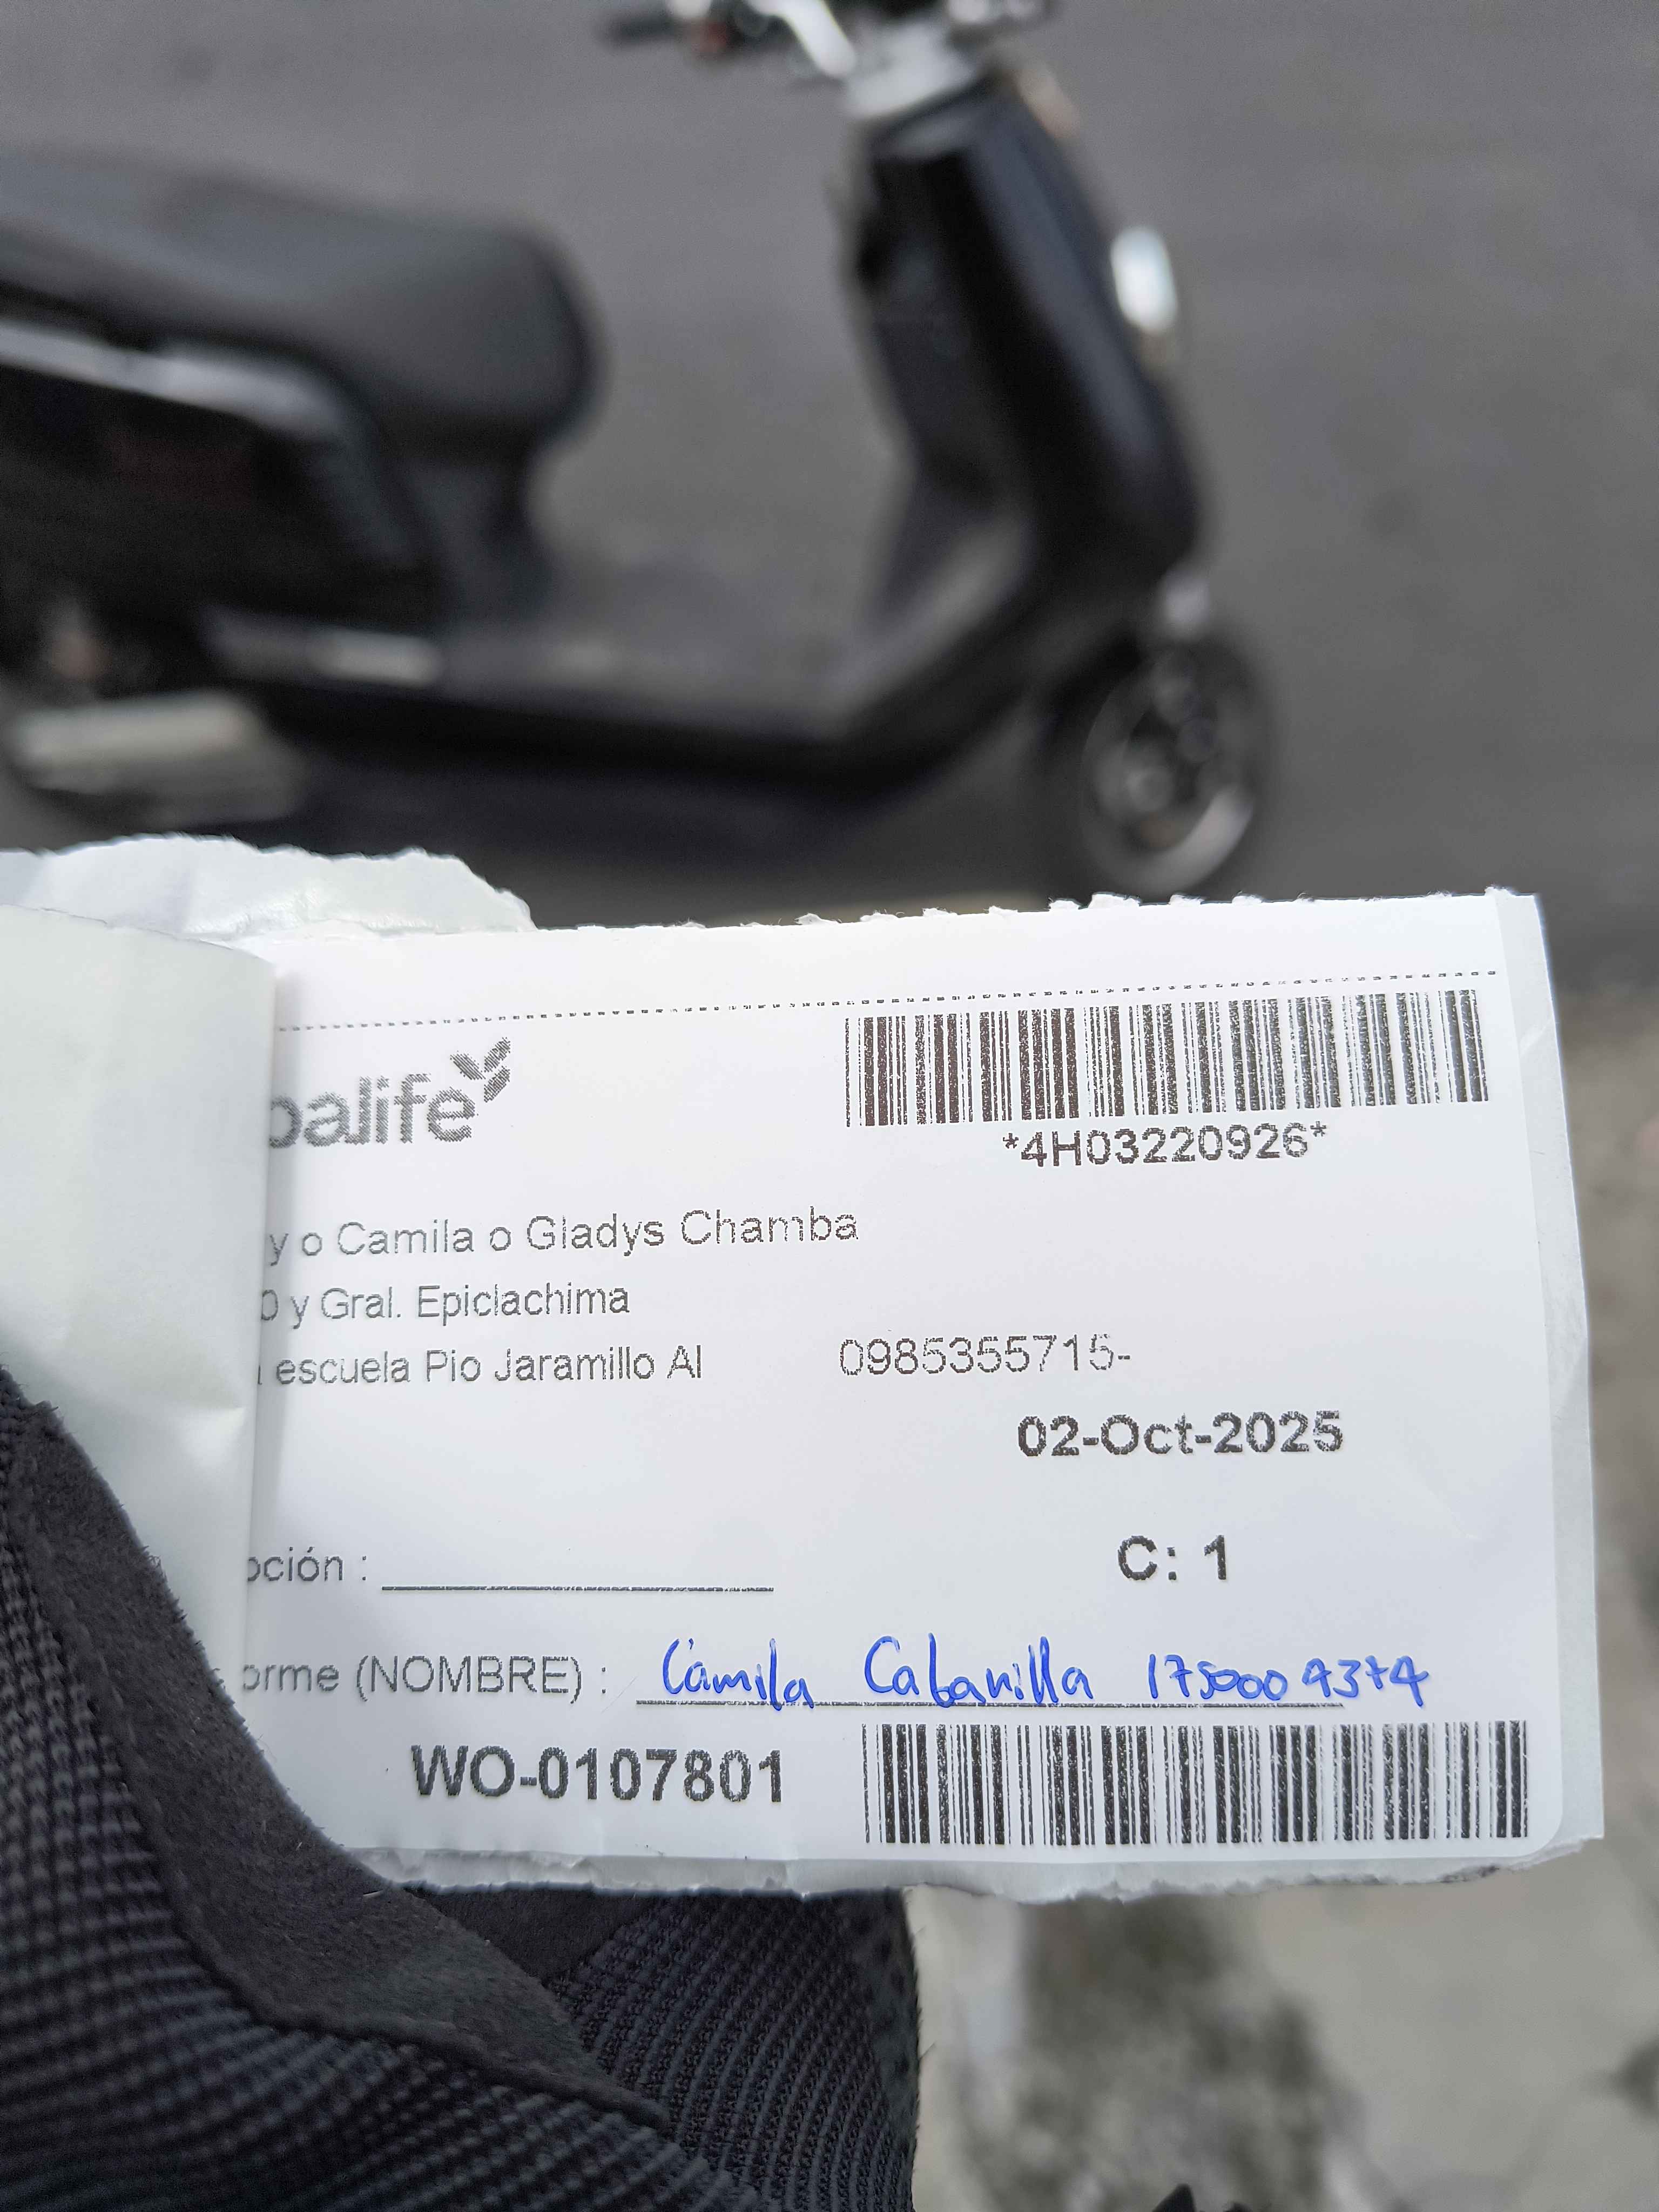 balife
*4H03220926*
y o Camila o Gladys Chamba
0 y Gral. Epiclachima
escuela Pio Jaramillo Al 0985355715-
02-Oct-2025
pción :
C: 1
orme (NOMBRE) : Camila Cabanilla
WO-0107801